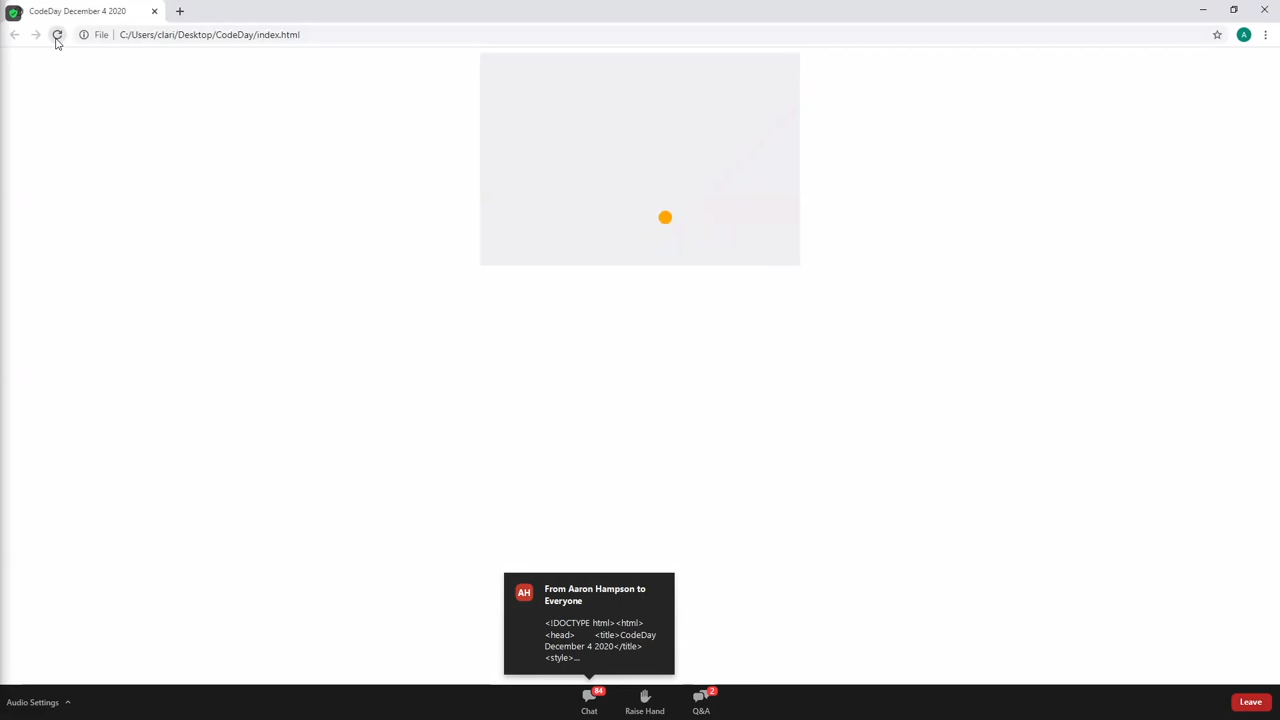 CodeDay December 4 2020
File
C:/Users/clari/Desktop/CodeDay/index.html
A
AH
From Aaron Hampson to
Everyone
<!DOCTYPE html><html>
<head> <title>CodeDay
December 4 2020</title>
<style>...
Audio Settings
84
Chat
Raise Hand
2
Q&A
Leave